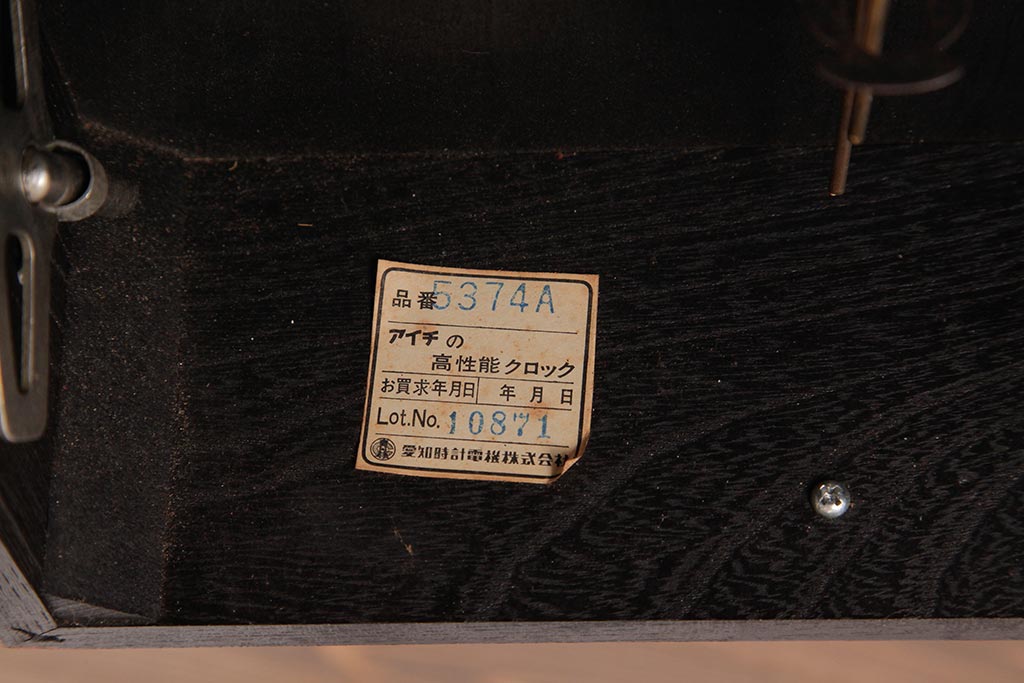 品番 5374A
アイチの
高性能クロック
お買求年月日 年 月 日
Lot.No. 10871
愛知時計電機株式会社